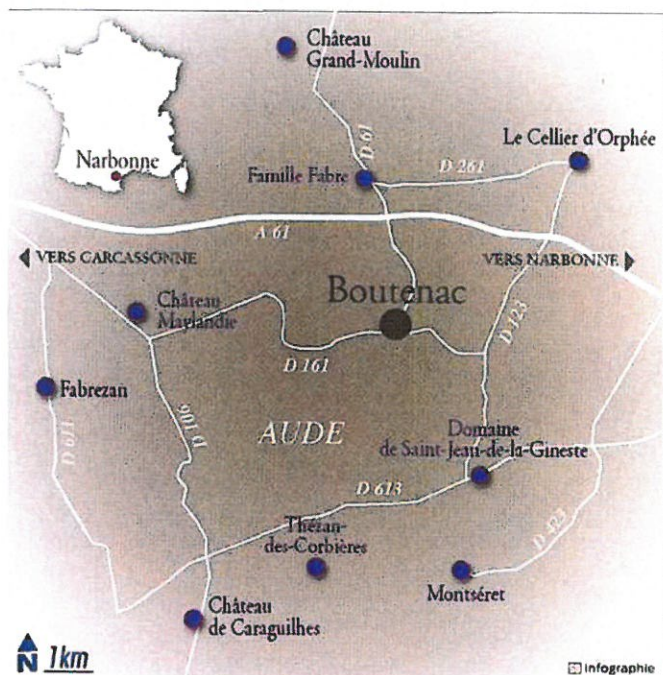 Château
Grand-Moulin
Le Cellier d'Orphée
Narbonne
D 61
D 261
Famille Fabre
A 61
VERS CARCASSONNE
VERS NARBONNE
Boutenac
Château
Maylandie
D 123
D 161
Fabrezan
D 611
D 106
AUDE
Domaine
de Saint-Jean-de-la-Gineste
D 613
Thézan-
des-Corbières
D 423
Montséret
Château
de Caraguilhes
N 1km
infographie